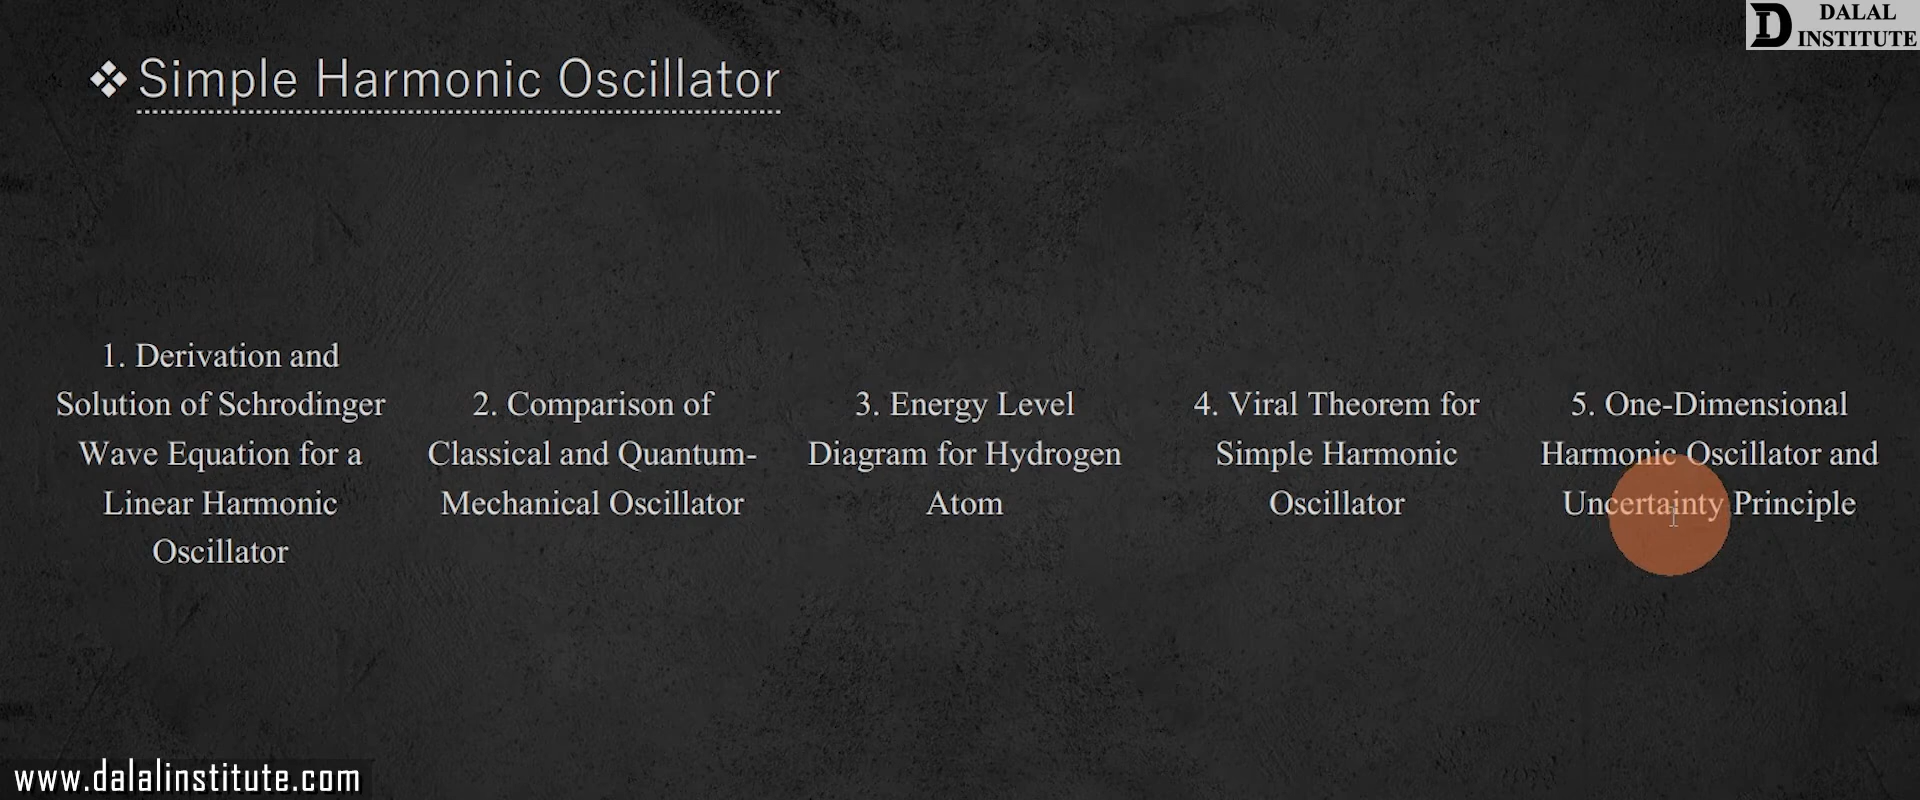 DALAL
INSTITUTE
❖ Simple Harmonic Oscillator
1. Derivation and
Solution of Schrodinger
Wave Equation for a
Linear Harmonic
Oscillator
2. Comparison of
Classical and Quantum-
Mechanical Oscillator
3. Energy Level
Diagram for Hydrogen
Atom
4. Viral Theorem for
Simple Harmonic
Oscillator
5. One-Dimensional
Harmonic Oscillator and
Uncertainty Principle
www.dalalinstitute.com